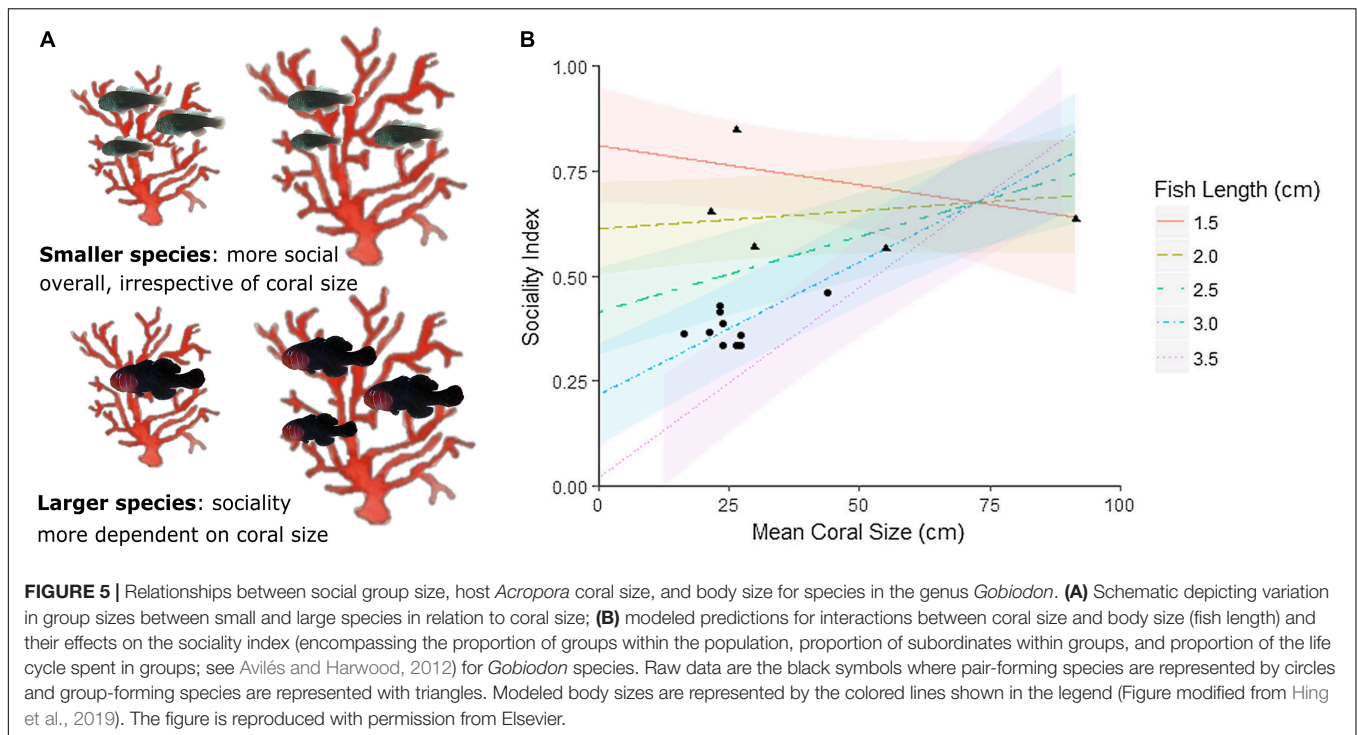 A
B
Smaller species: more social
overall, irrespective of coral size
Larger species: sociality
more dependent on coral size
1.00
0.75
0.50
0.25
0.00
Sociality Index
0
25
50
75
100
Mean Coral Size (cm)
Fish Length (cm)
1.5
2.0
2.5
3.0
3.5
FIGURE 5 | Relationships between social group size, host Acropora coral size, and body size for species in the genus Gobiodon. (A) Schematic depicting variation
in group sizes between small and large species in relation to coral size; (B) modeled predictions for interactions between coral size and body size (fish length) and
their effects on the sociality index (encompassing the proportion of groups within the population, proportion of subordinates within groups, and proportion of the life
cycle spent in groups; see Avilés and Harwood, 2012) for Gobiodon species. Raw data are the black symbols where pair-forming species are represented by circles
and group-forming species are represented with triangles. Modeled body sizes are represented by the colored lines shown in the legend (Figure modified from Hing
et al., 2019). The figure is reproduced with permission from Elsevier.